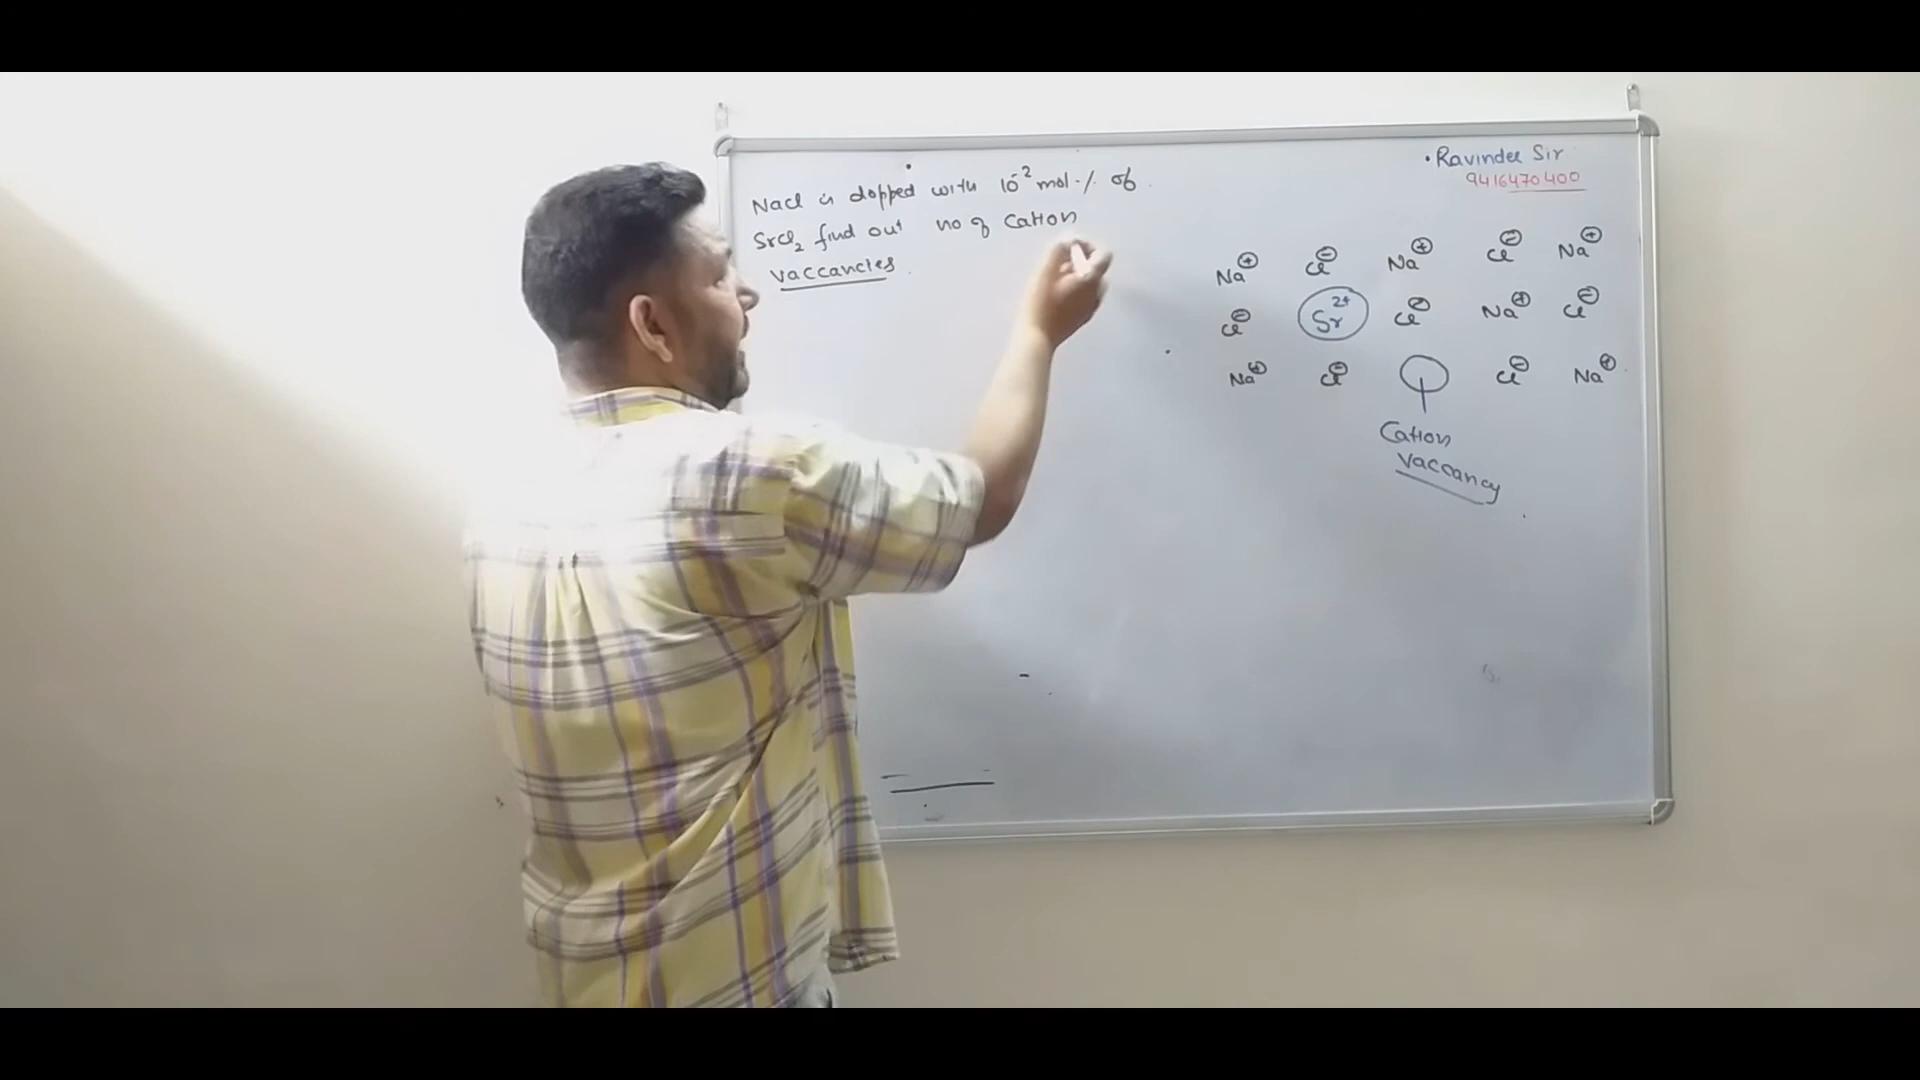 NaCl is dopped with 10⁻² mol % of
SrCl₂ find out no of Cation
vaccancies.
• Ravinder Sir
9416470400
Na⊕ Cl⊖ Na⊕ Cl⊖ Na⊕
Cl⊖ Sr²⁺ Cl⊖ Na⊕ Cl⊖
Na⊕ Cl⊖ Cl⊖ Na⊕
Cation
vaccancy